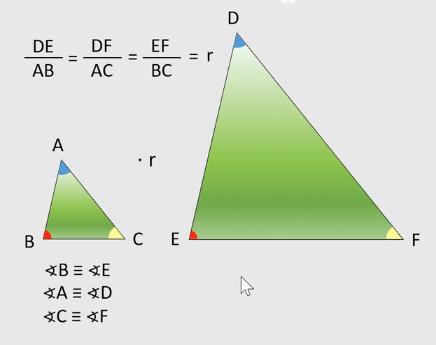 D
DE/AB = DF/AC = EF/BC = r
A
· r
B
C
E
F
∢B ≡ ∢E
∢A ≡ ∢D
∢C ≡ ∢F